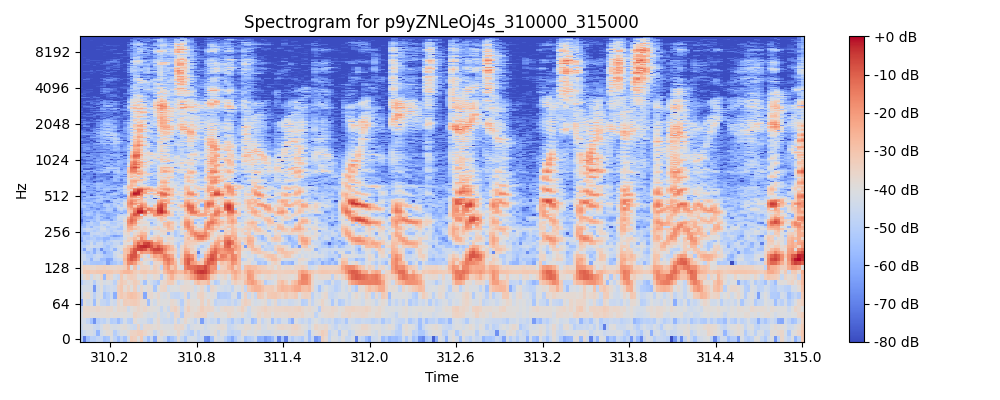 Spectrogram for p9yZNLeOj4s_310000_315000
8192
4096
2048
1024
512
256
128
64
0
Hz
310.2 310.8 311.4 312.0 312.6 313.2 313.8 314.4 315.0
Time
+0 dB
-10 dB
-20 dB
-30 dB
-40 dB
-50 dB
-60 dB
-70 dB
-80 dB